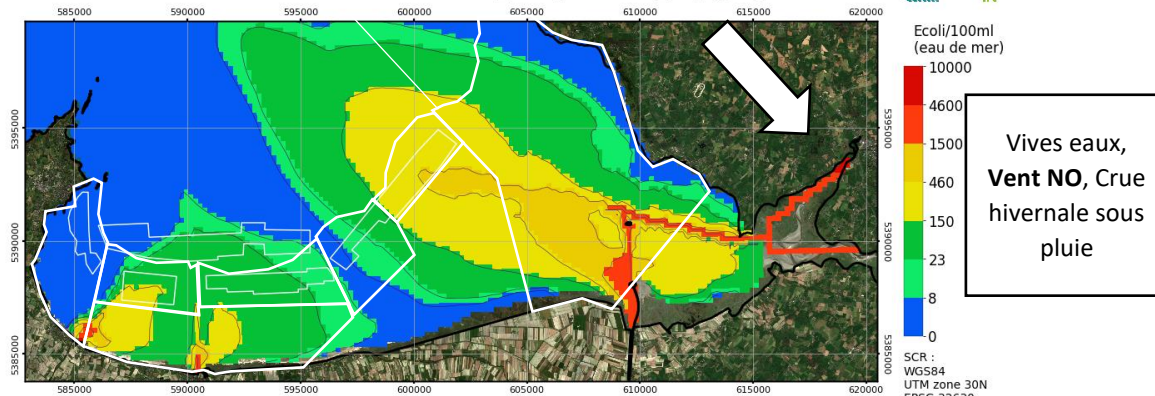 585000 590000 595000 600000 605000 610000 615000 620000
5395000 5395000
5390000 5390000
5385000 5385000
585000 590000 595000 600000 605000 610000 615000 620000
Ecoli/100ml
(eau de mer)
10000
4600
1500
460
150
23
8
0
SCR :
WGS84
UTM zone 30N
Vives eaux,
Vent NO, Crue
hivernale sous
pluie